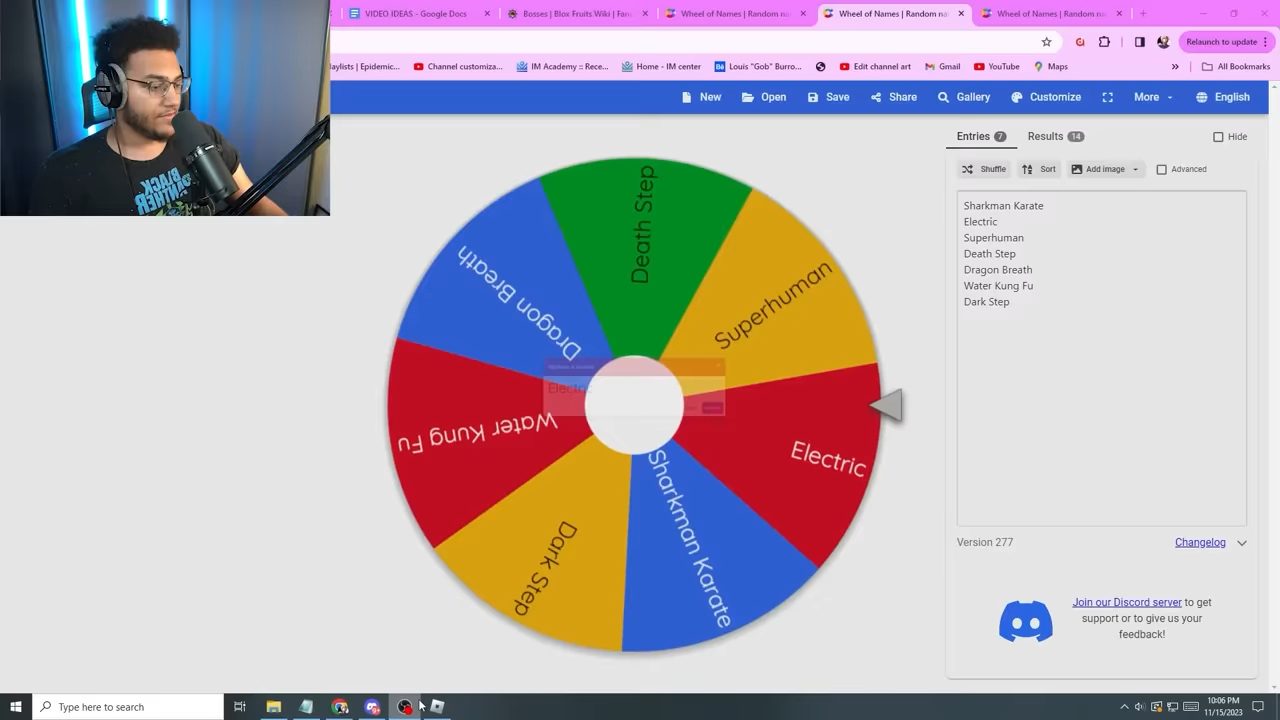 VIDEO IDEAS - Google Docs
Bosses | Blox Fruits Wiki | Fan
Wheel of Names | Random na
Wheel of Names | Random na
Wheel of Names | Random na
Relaunch to update
playlists | Epidemic...
Channel customiza...
IM Academy :: Rece...
Home - IM center
Louis "Gob" Burro...
Edit channel art
Gmail
YouTube
Maps
All Bookmarks
New
Open
Save
Share
Gallery
Customize
More
English
Entries 7
Results 14
Hide
Shuffle
Sort
Add image
Advanced
Sharkman Karate
Electric
Superhuman
Death Step
Dragon Breath
Water Kung Fu
Dark Step
Death Step
Superhuman
Electric
Sharkman Karate
Dark Step
Water Kung Fu
Dragon Breath
Electric
BLACK
PANTHER
Version 277
Changelog
Join our Discord server to get
support or to give us your
feedback!
Type here to search
10:06 PM
11/15/2023